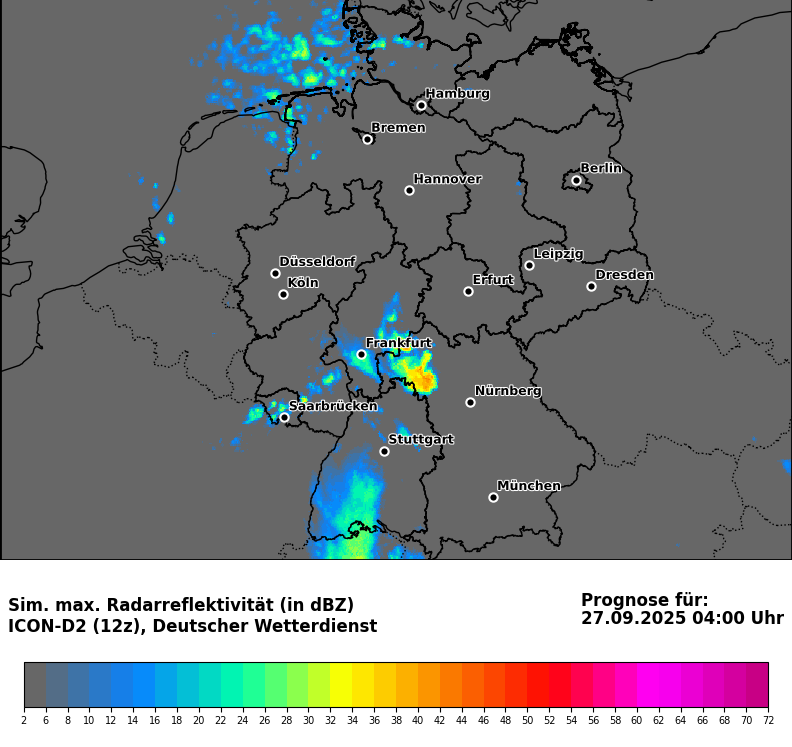 Hamburg
Bremen
Berlin
Hannover
Leipzig
Düsseldorf
Dresden
Erfurt
Köln
Frankfurt
Nürnberg
Saarbrücken
Stuttgart
München
Sim. max. Radarreflektivität (in dBZ)
ICON-D2 (12z), Deutscher Wetterdienst
Prognose für:
27.09.2025 04:00 Uhr
2 6 8 10 12 14 16 18 20 22 24 26 28 30 32 34 36 38 40 42 44 46 48 50 52 54 56 58 60 62 64 66 68 70 72